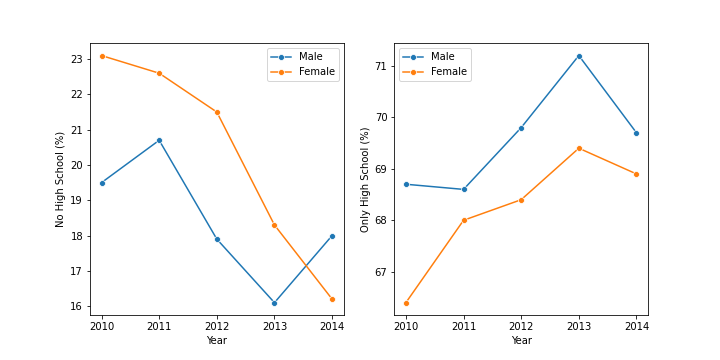 No High School (%)
23
22
21
20
19
18
17
16
Male
Female
2010 2011 2012 2013 2014
Year
Only High School (%)
71
70
69
68
67
Male
Female
2010 2011 2012 2013 2014
Year